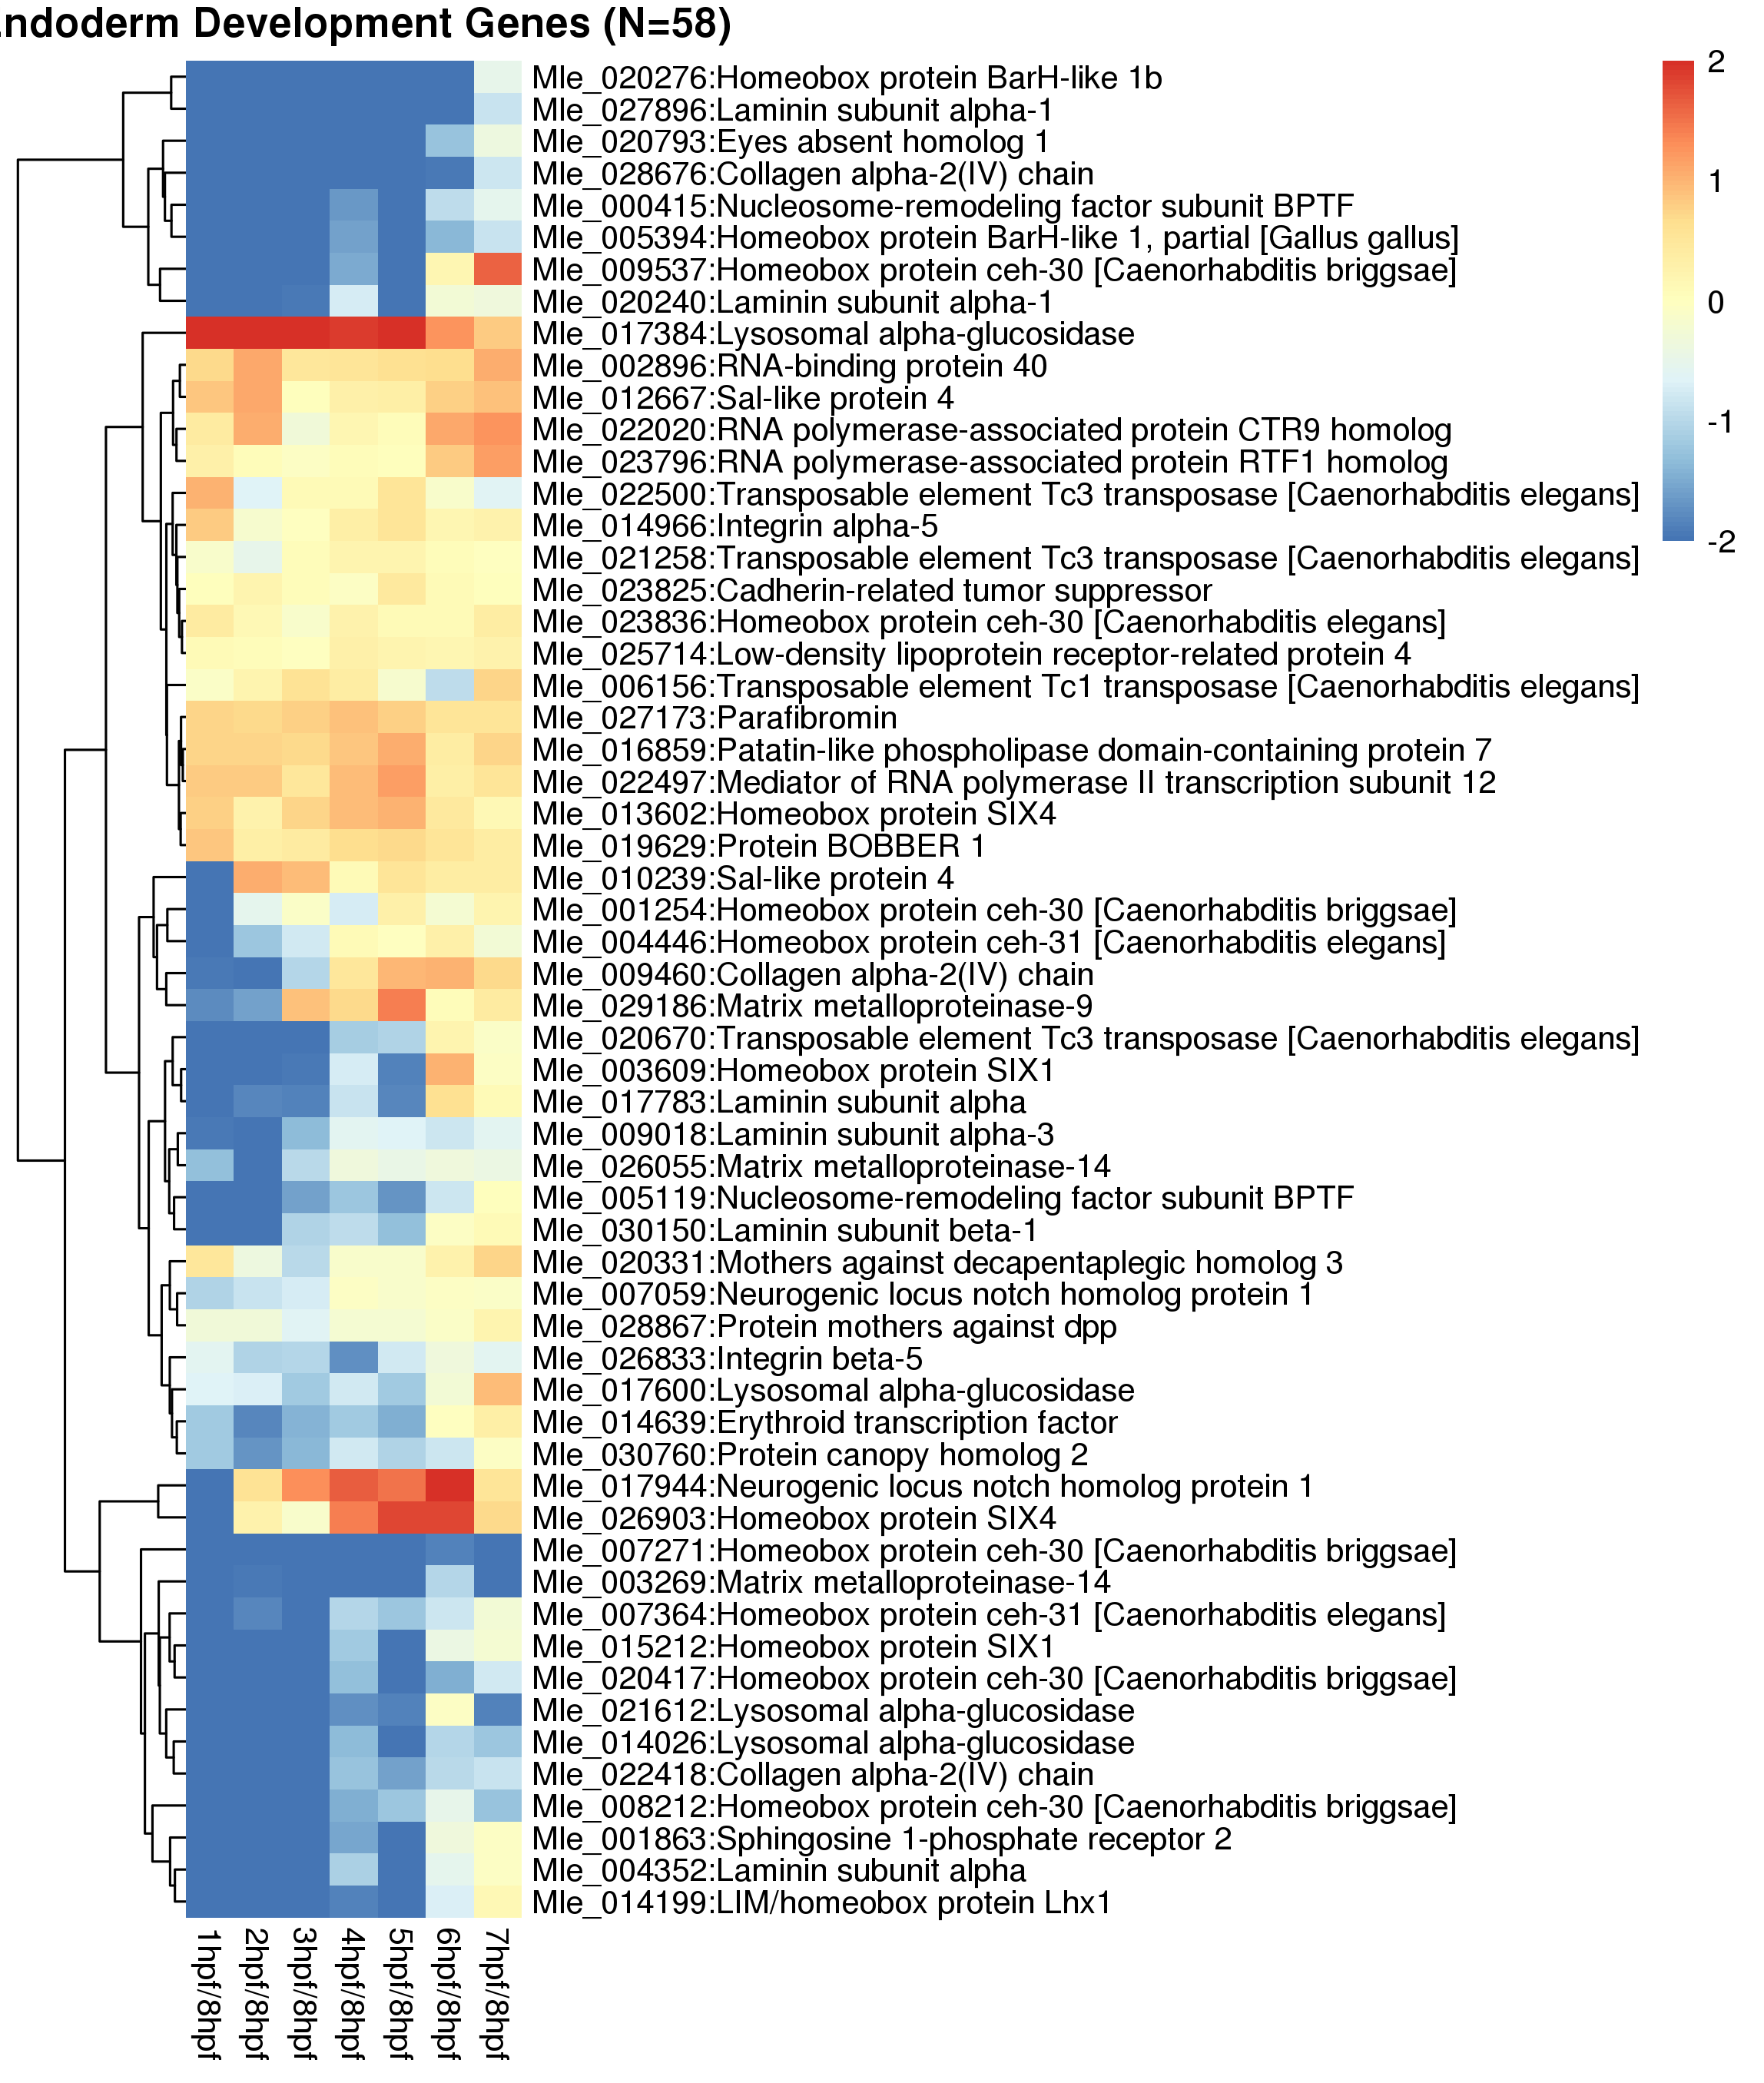 ndoderm Development Genes (N=58)
2
1
0
-1
-2
Mle_020276:Homeobox protein BarH-like 1b
Mle_027896:Laminin subunit alpha-1
Mle_020793:Eyes absent homolog 1
Mle_028676:Collagen alpha-2(IV) chain
Mle_000415:Nucleosome-remodeling factor subunit BPTF
Mle_005394:Homeobox protein BarH-like 1, partial [Gallus gallus]
Mle_009537:Homeobox protein ceh-30 [Caenorhabditis briggsae]
Mle_020240:Laminin subunit alpha-1
Mle_017384:Lysosomal alpha-glucosidase
Mle_002896:RNA-binding protein 40
Mle_012667:Sal-like protein 4
Mle_022020:RNA polymerase-associated protein CTR9 homolog
Mle_023796:RNA polymerase-associated protein RTF1 homolog
Mle_022500:Transposable element Tc3 transposase [Caenorhabditis elegans]
Mle_014966:Integrin alpha-5
Mle_021258:Transposable element Tc3 transposase [Caenorhabditis elegans]
Mle_023825:Cadherin-related tumor suppressor
Mle_023836:Homeobox protein ceh-30 [Caenorhabditis elegans]
Mle_025714:Low-density lipoprotein receptor-related protein 4
Mle_006156:Transposable element Tc1 transposase [Caenorhabditis elegans]
Mle_027173:Parafibromin
Mle_016859:Patatin-like phospholipase domain-containing protein 7
Mle_022497:Mediator of RNA polymerase II transcription subunit 12
Mle_013602:Homeobox protein SIX4
Mle_019629:Protein BOBBER 1
Mle_010239:Sal-like protein 4
Mle_001254:Homeobox protein ceh-30 [Caenorhabditis briggsae]
Mle_004446:Homeobox protein ceh-31 [Caenorhabditis elegans]
Mle_009460:Collagen alpha-2(IV) chain
Mle_029186:Matrix metalloproteinase-9
Mle_020670:Transposable element Tc3 transposase [Caenorhabditis elegans]
Mle_003609:Homeobox protein SIX1
Mle_017783:Laminin subunit alpha
Mle_009018:Laminin subunit alpha-3
Mle_026055:Matrix metalloproteinase-14
Mle_005119:Nucleosome-remodeling factor subunit BPTF
Mle_030150:Laminin subunit beta-1
Mle_020331:Mothers against decapentaplegic homolog 3
Mle_007059:Neurogenic locus notch homolog protein 1
Mle_028867:Protein mothers against dpp
Mle_026833:Integrin beta-5
Mle_017600:Lysosomal alpha-glucosidase
Mle_014639:Erythroid transcription factor
Mle_030760:Protein canopy homolog 2
Mle_017944:Neurogenic locus notch homolog protein 1
Mle_026903:Homeobox protein SIX4
Mle_007271:Homeobox protein ceh-30 [Caenorhabditis briggsae]
Mle_003269:Matrix metalloproteinase-14
Mle_007364:Homeobox protein ceh-31 [Caenorhabditis elegans]
Mle_015212:Homeobox protein SIX1
Mle_020417:Homeobox protein ceh-30 [Caenorhabditis briggsae]
Mle_021612:Lysosomal alpha-glucosidase
Mle_014026:Lysosomal alpha-glucosidase
Mle_022418:Collagen alpha-2(IV) chain
Mle_008212:Homeobox protein ceh-30 [Caenorhabditis briggsae]
Mle_001863:Sphingosine 1-phosphate receptor 2
Mle_004352:Laminin subunit alpha
Mle_014199:LIM/homeobox protein Lhx1
1hpf/8hpf
2hpf/8hpf
3hpf/8hpf
4hpf/8hpf
5hpf/8hpf
6hpf/8hpf
7hpf/8hpf